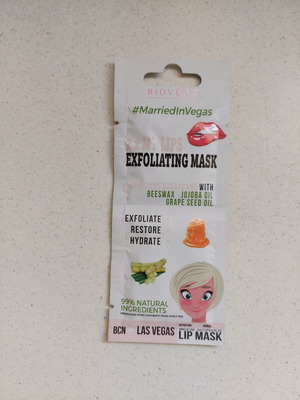 BIOVENE
#MarriedInVegas
LIPS
EXFOLIATING MASK
WITH
BEESWAX JOJOBA OIL
GRAPE SEED OIL
EXFOLIATE
RESTORE
HYDRATE
99% NATURAL
INGREDIENTS
BCN LAS VEGAS LIP MASK